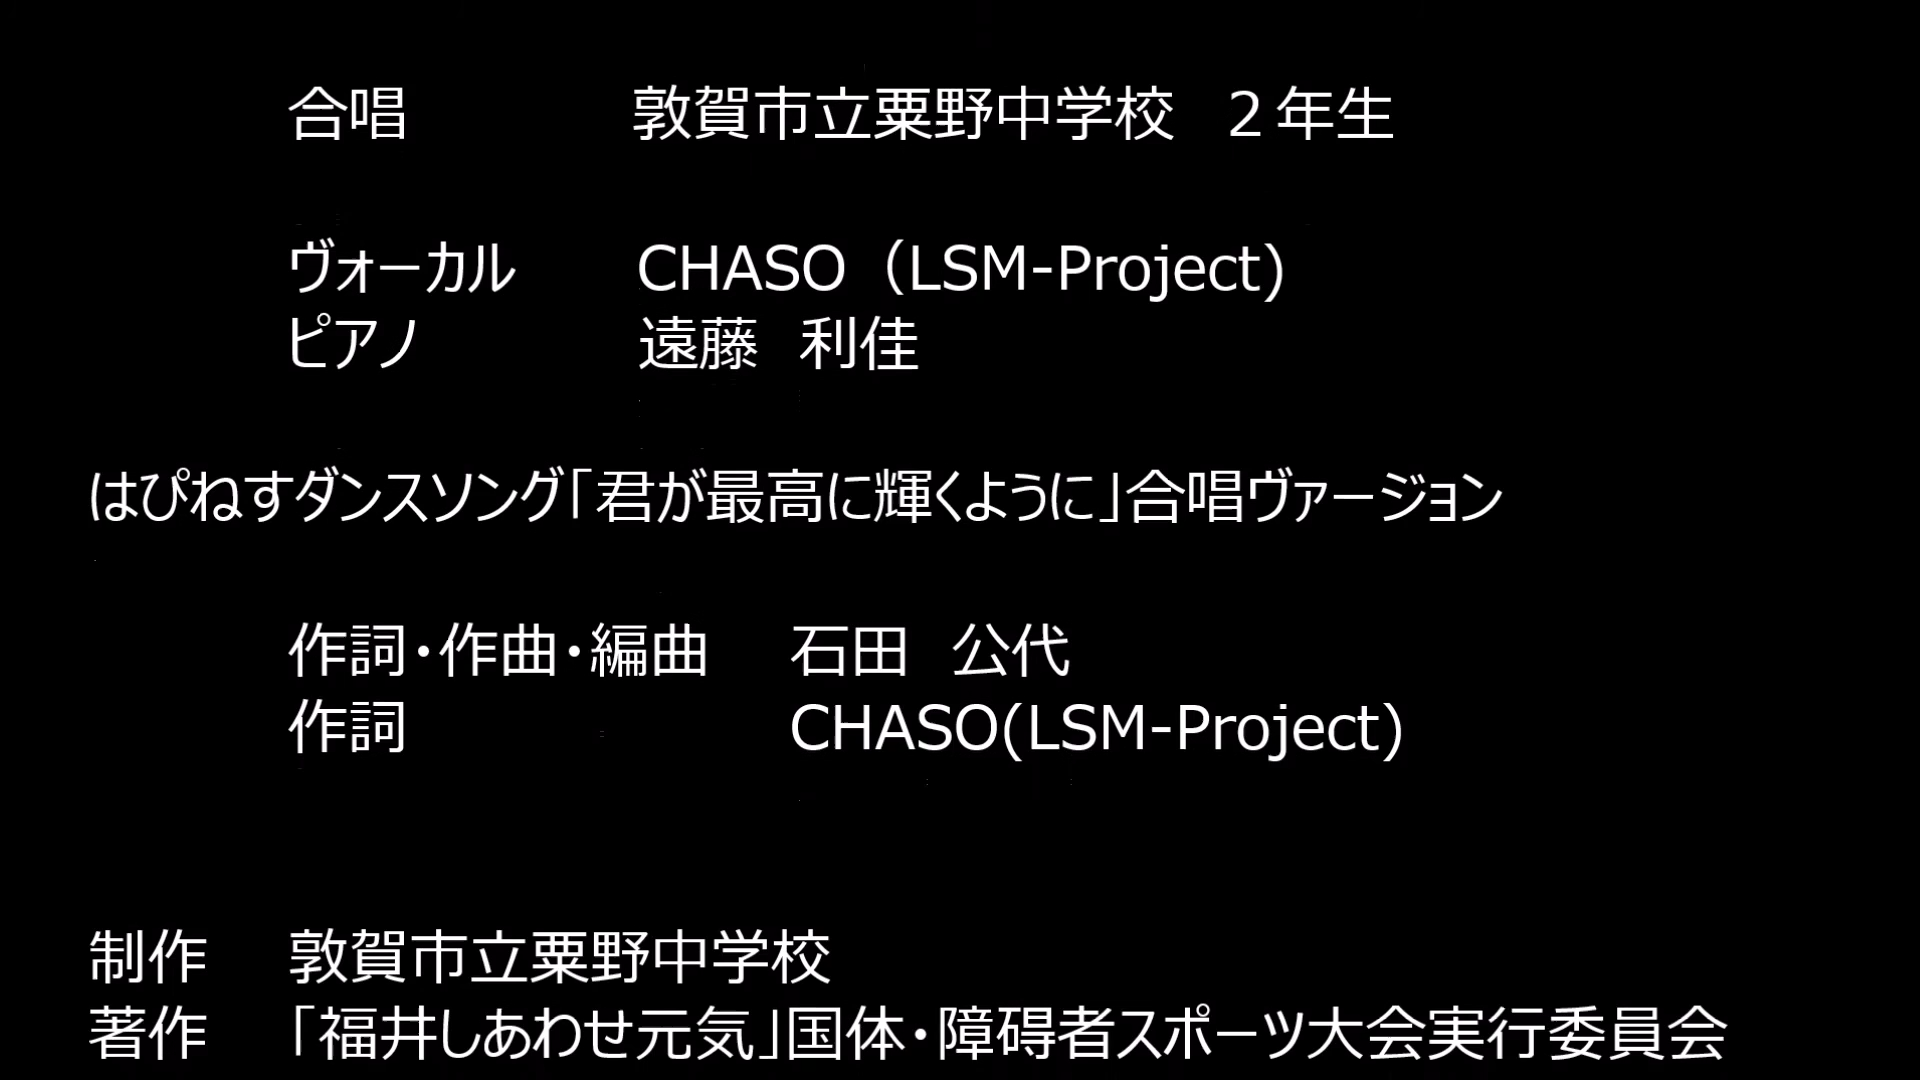 合唱　敦賀市立粟野中学校　２年生
ヴォーカル　CHASO（LSM-Project)
ピアノ　遠藤　利佳
はぴねすダンスソング「君が最高に輝くように」合唱ヴァージョン
作詞・作曲・編曲　石田　公代
作詞　CHASO(LSM-Project)
制作　敦賀市立粟野中学校
著作　「福井しあわせ元気」国体・障碍者スポーツ大会実行委員会